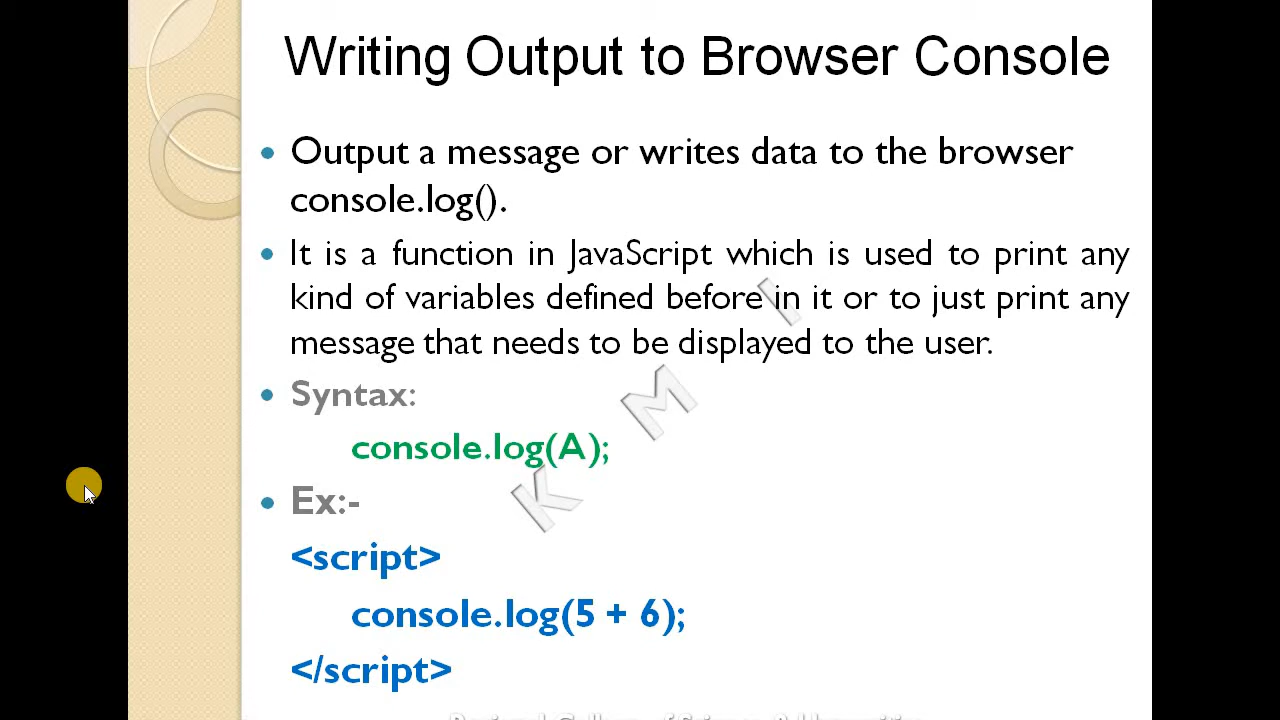 Writing Output to Browser Console
Output a message or writes data to the browser
console.log().
It is a function in JavaScript which is used to print any
kind of variables defined before in it or to just print any
message that needs to be displayed to the user.
Syntax:
console.log(A);
Ex:-
<script>
console.log(5 + 6);
</script>
K M I